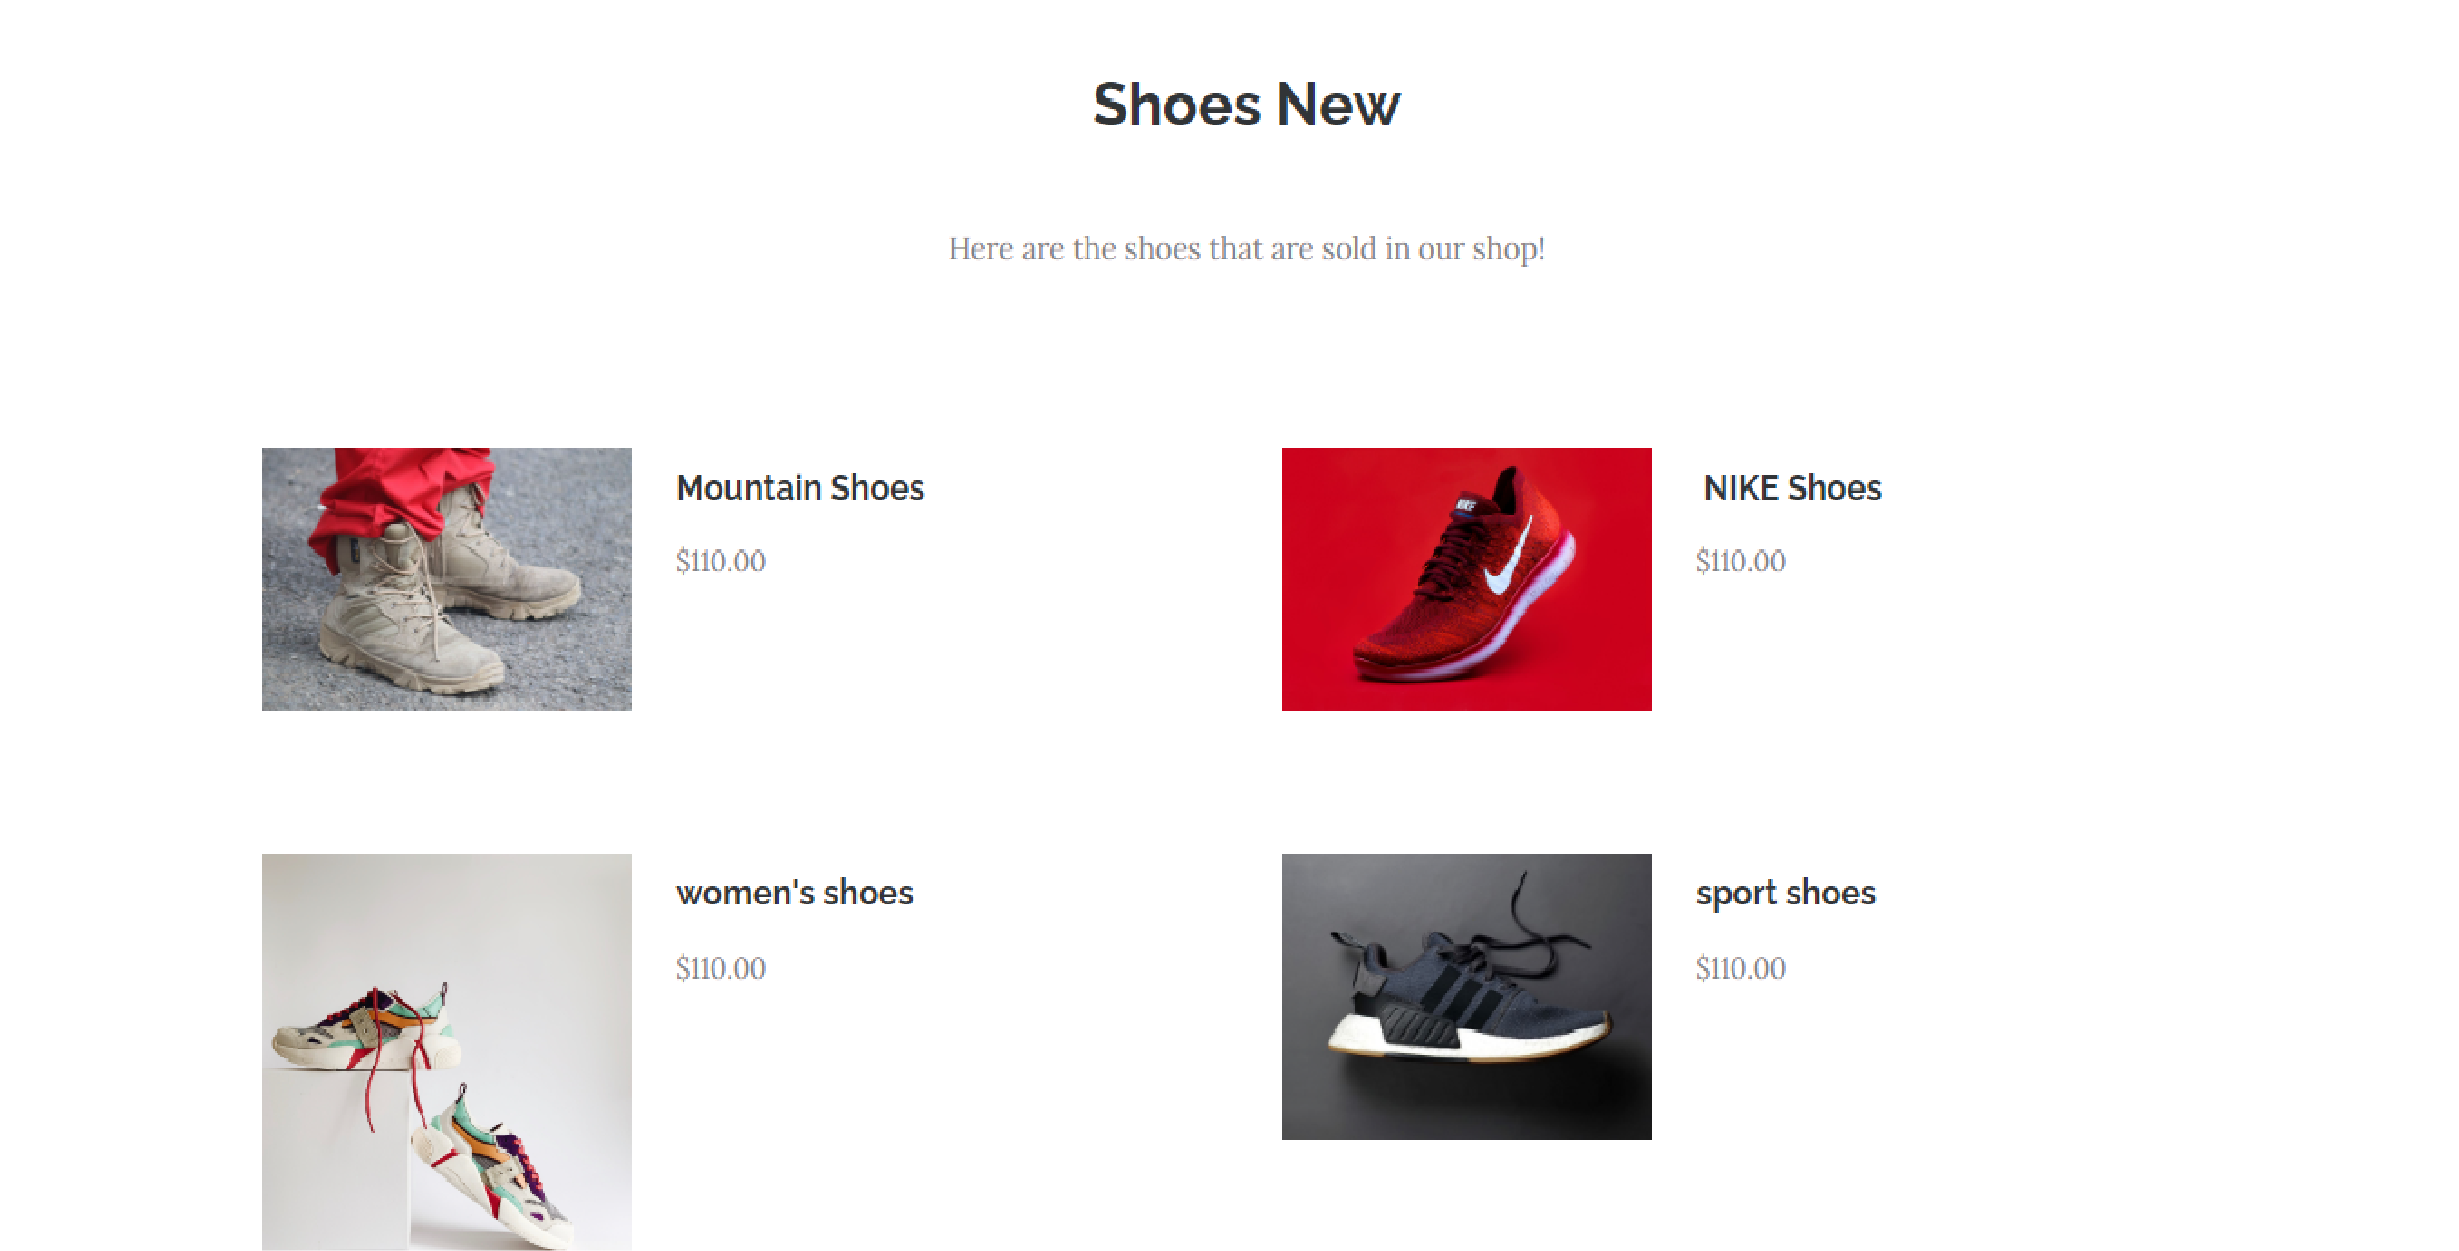 Shoes New
Here are the shoes that are sold in our shop!
Mountain Shoes
$110.00
NIKE
NIKE Shoes
$110.00
women's shoes
$110.00
sport shoes
$110.00